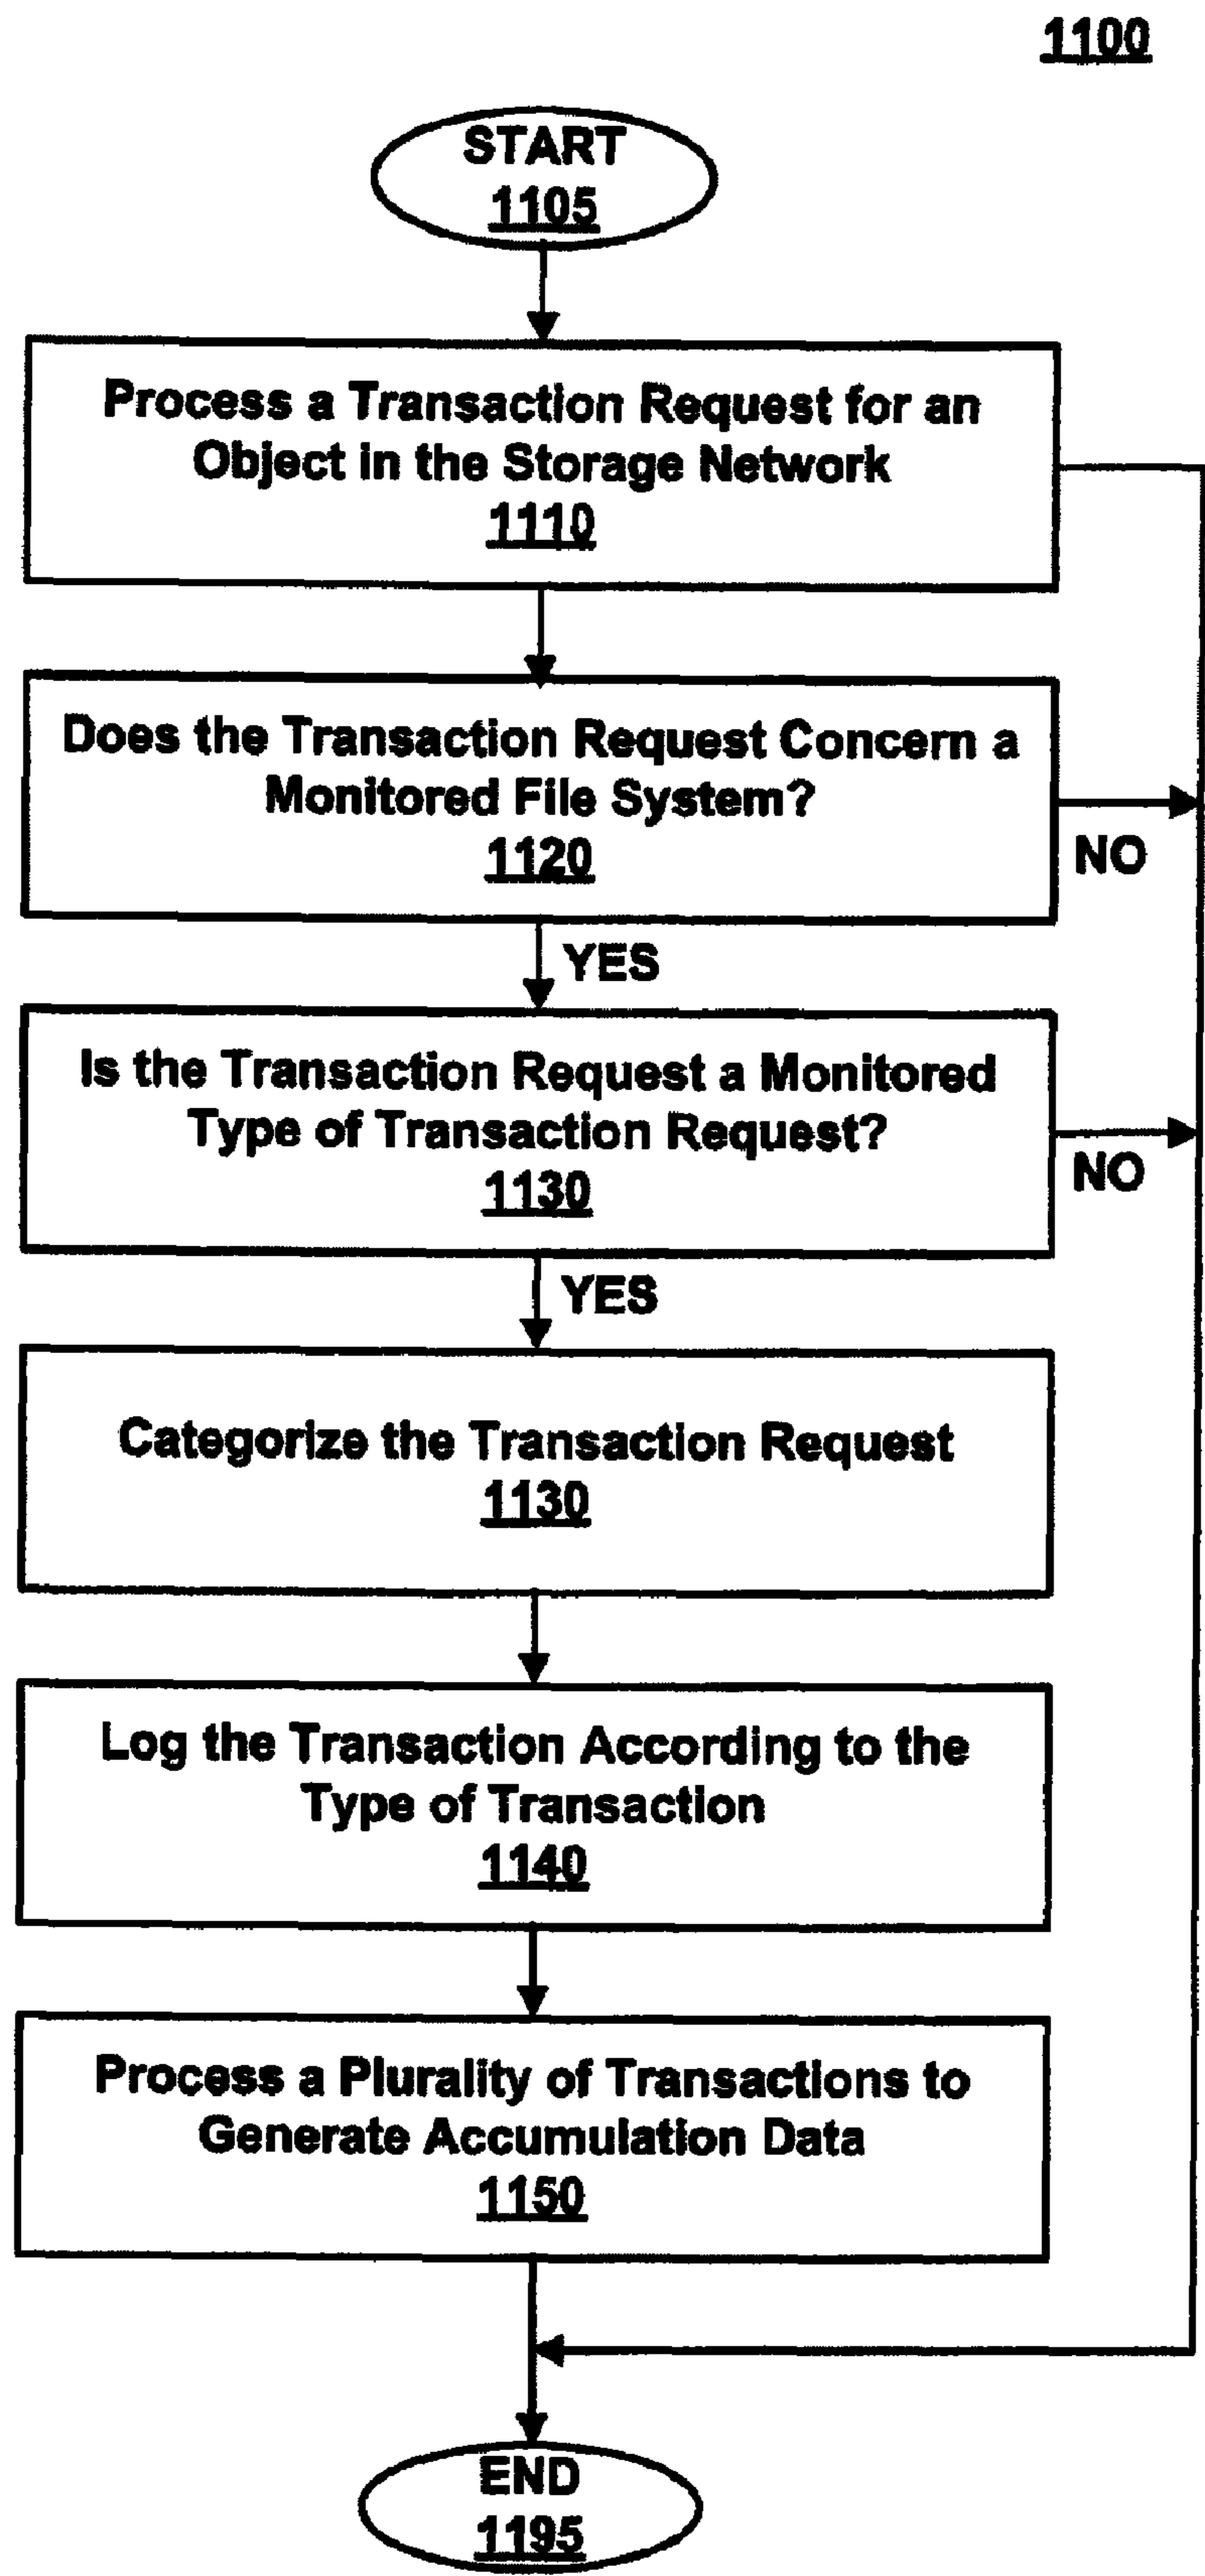 1100
START
1105
Process a Transaction Request for an
Object in the Storage Network
1110
Does the Transaction Request Concern a
Monitored File System?
1120
NO
YES
Is the Transaction Request a Monitored
Type of Transaction Request?
1130
NO
YES
Categorize the Transaction Request
1130
Log the Transaction According to the
Type of Transaction
1140
Process a Plurality of Transactions to
Generate Accumulation Data
1150
END
1195